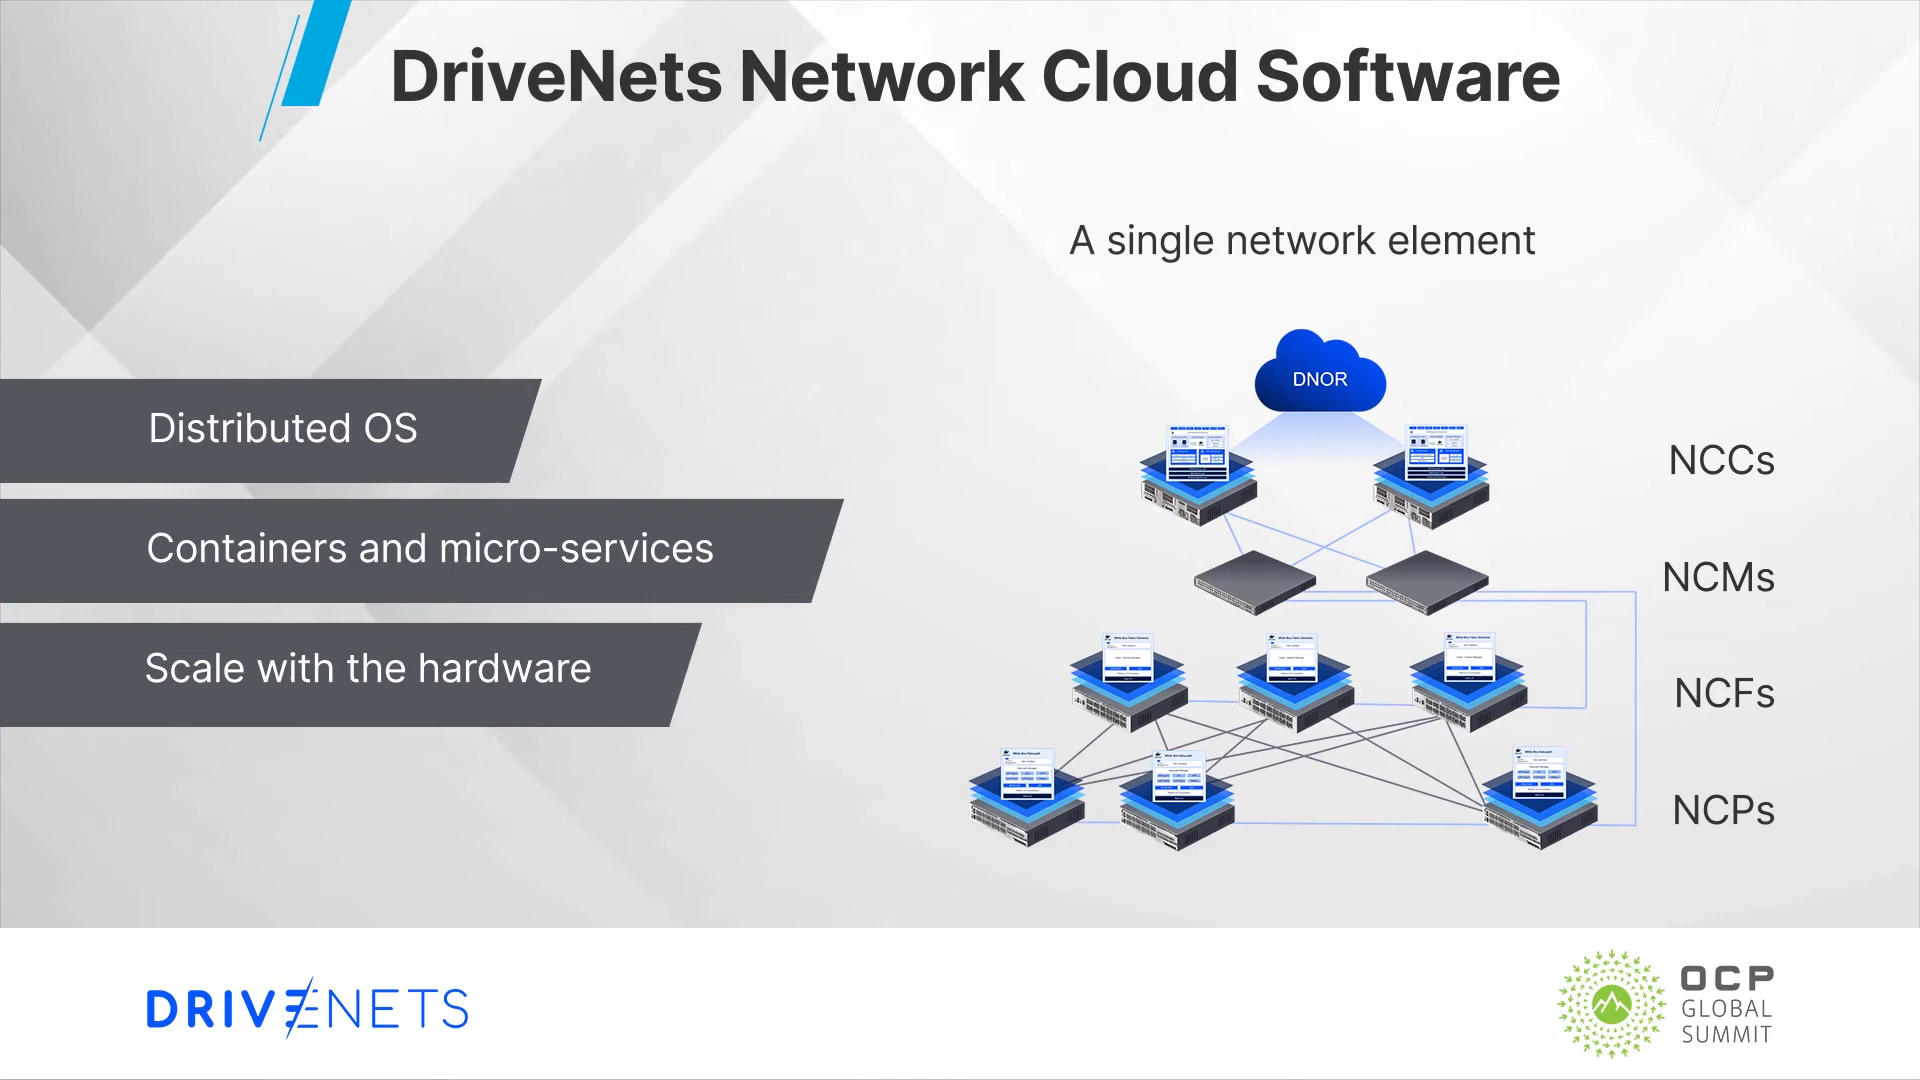 DriveNets Network Cloud Software
A single network element
Distributed OS
Containers and micro-services
Scale with the hardware
DNOR
NCCs
NCMs
NCFs
NCPs
DRIVENETS
OCP
GLOBAL
SUMMIT